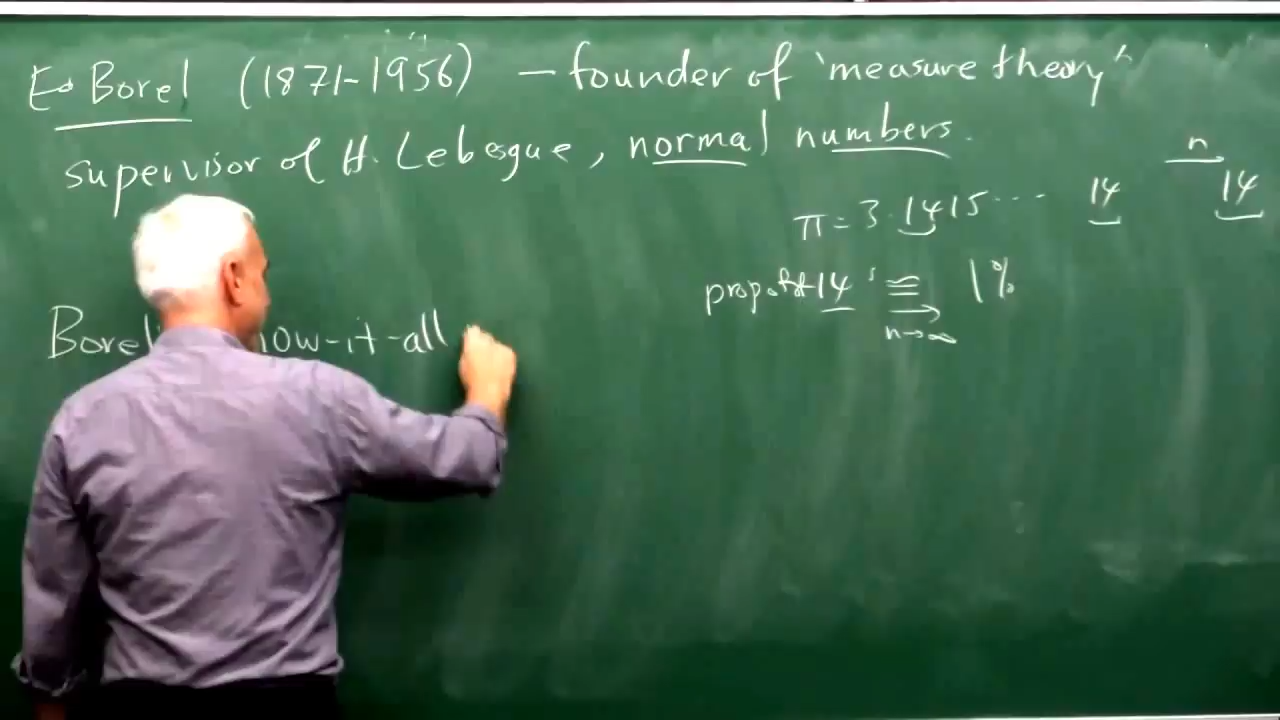 E. Borel (1871-1956) — founder of 'measure theory'
supervisor of H. Lebesgue, normal numbers.
n
π = 3.1415... 14 14
prop of 14's ≅ 1%
n→∞
Borel how-it-all